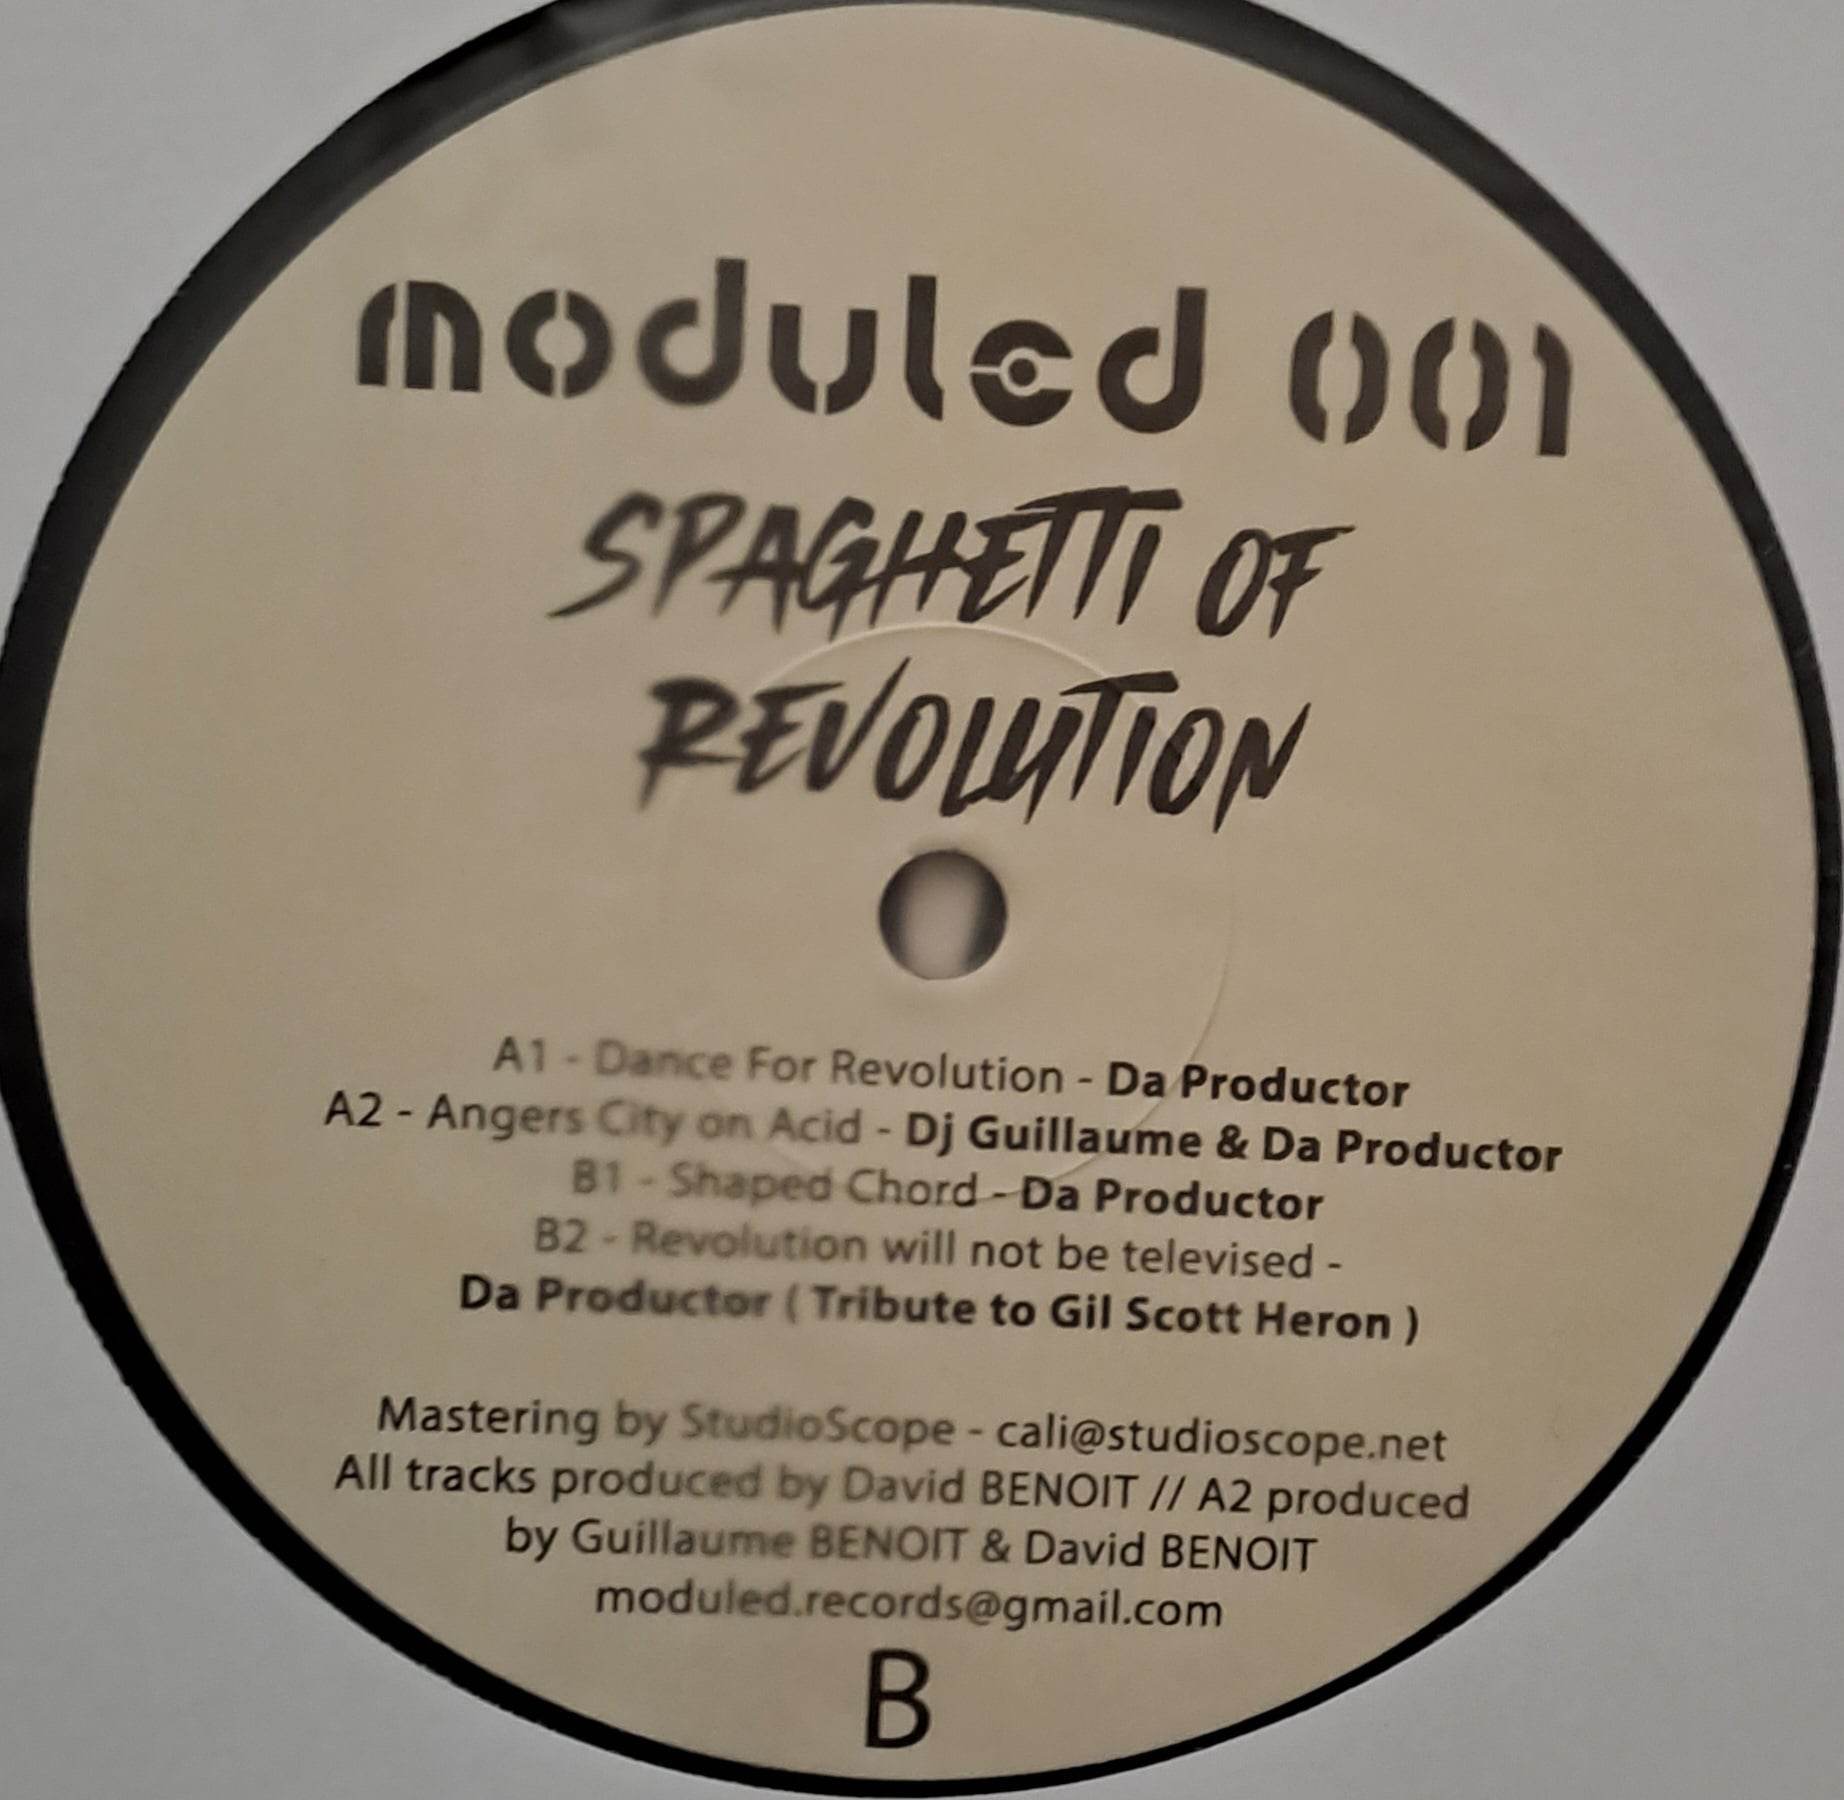 moduled 001
SPAGHETTI OF
REVOLUTION
A1 - Dance For Revolution - Da Productor
A2 - Angers City on Acid - Dj Guillaume & Da Productor
B1 - Shaped Chord - Da Productor
B2 - Revolution will not be televised -
Da Productor ( Tribute to Gil Scott Heron )
Mastering by StudioScope - cali@studioscope.net
All tracks produced by David BENOIT // A2 produced
by Guillaume BENOIT & David BENOIT
moduled.records@gmail.com
B